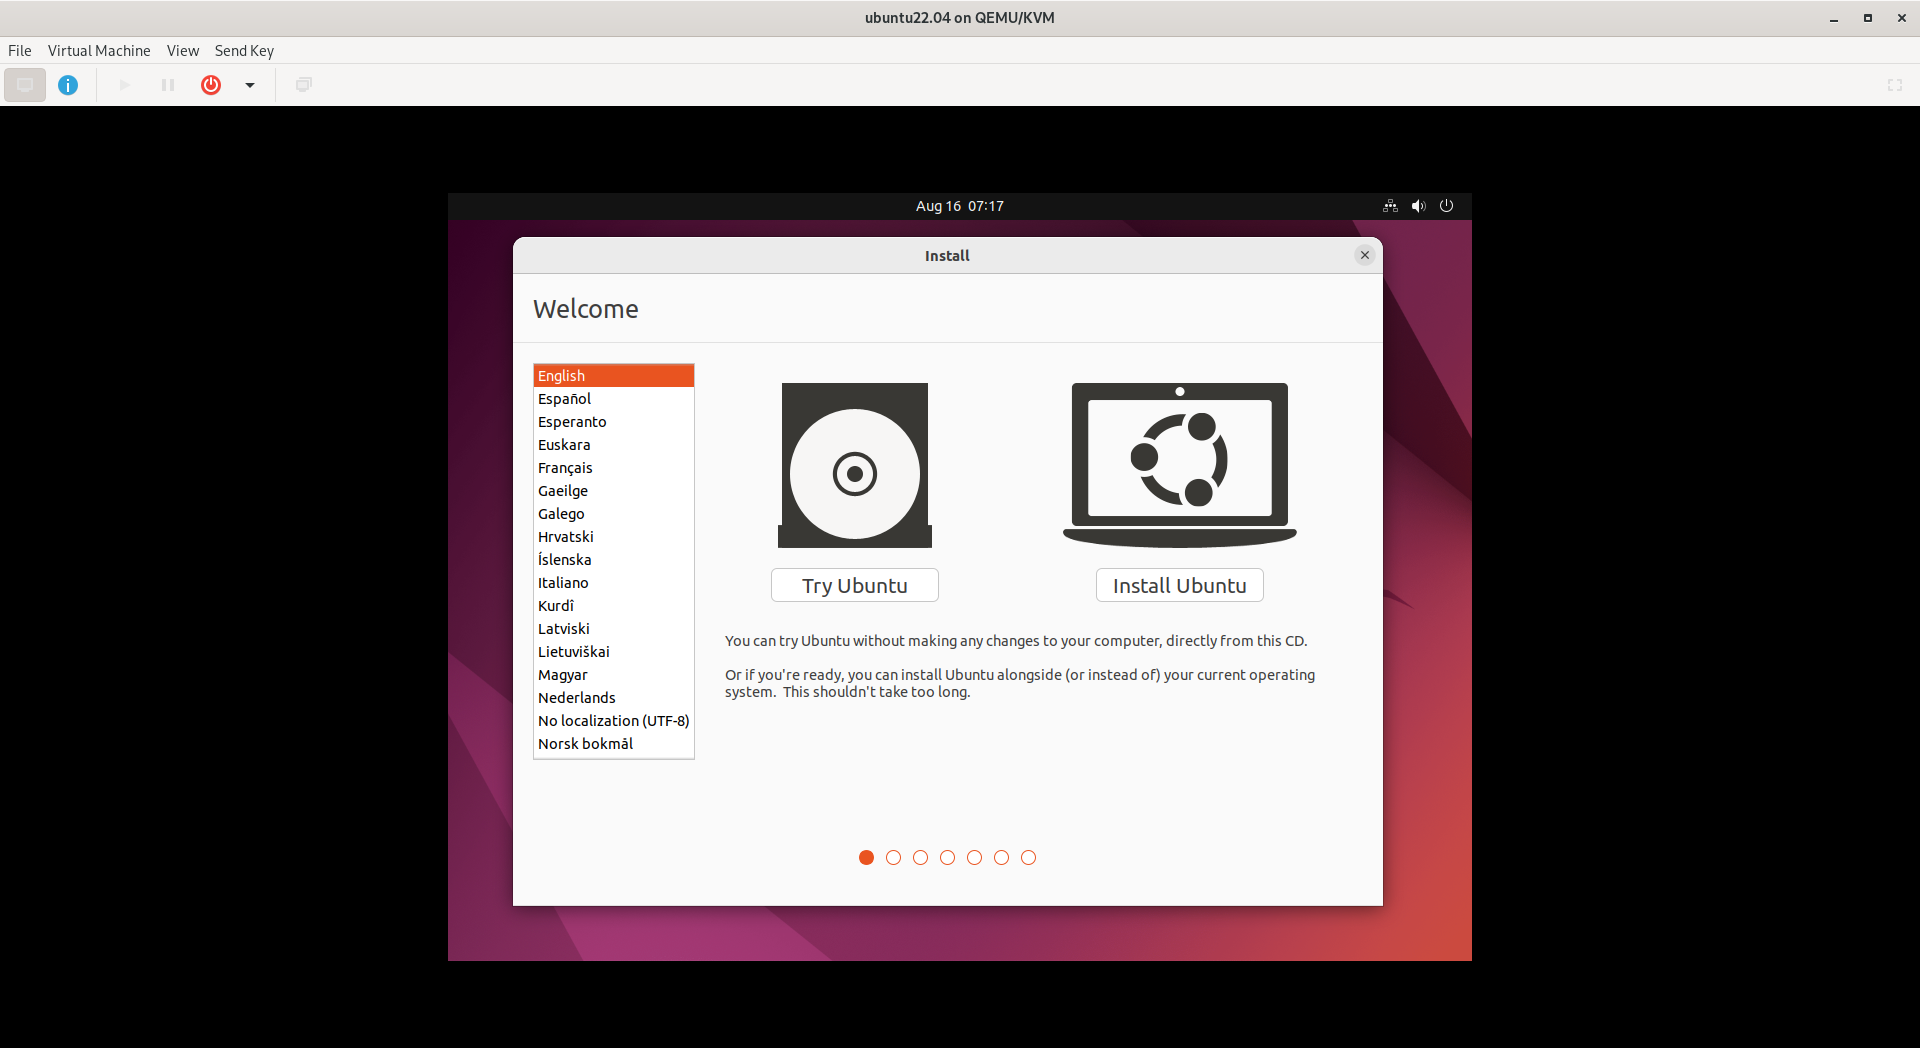 ubuntu22.04 on QEMU/KVM
File Virtual Machine View Send Key
Aug 16 07:17
Install
Welcome
English
Español
Esperanto
Euskara
Français
Gaeilge
Galego
Hrvatski
Íslenska
Italiano
Kurdî
Latviski
Lietuviškai
Magyar
Nederlands
No localization (UTF-8)
Norsk bokmål
Try Ubuntu
Install Ubuntu
You can try Ubuntu without making any changes to your computer, directly from this CD.
Or if you're ready, you can install Ubuntu alongside (or instead of) your current operating
system. This shouldn't take too long.